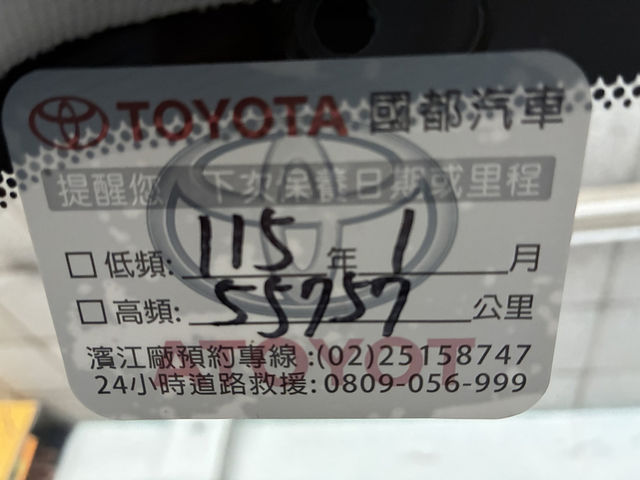 TOYOTA 國都汽車
提醒您 下次保養日期或里程
□ 低頻: 115 年 1 月
□ 高頻: 55757 公里
濱江廠預約專線:(02)25158747
24小時道路救援:0809-056-999